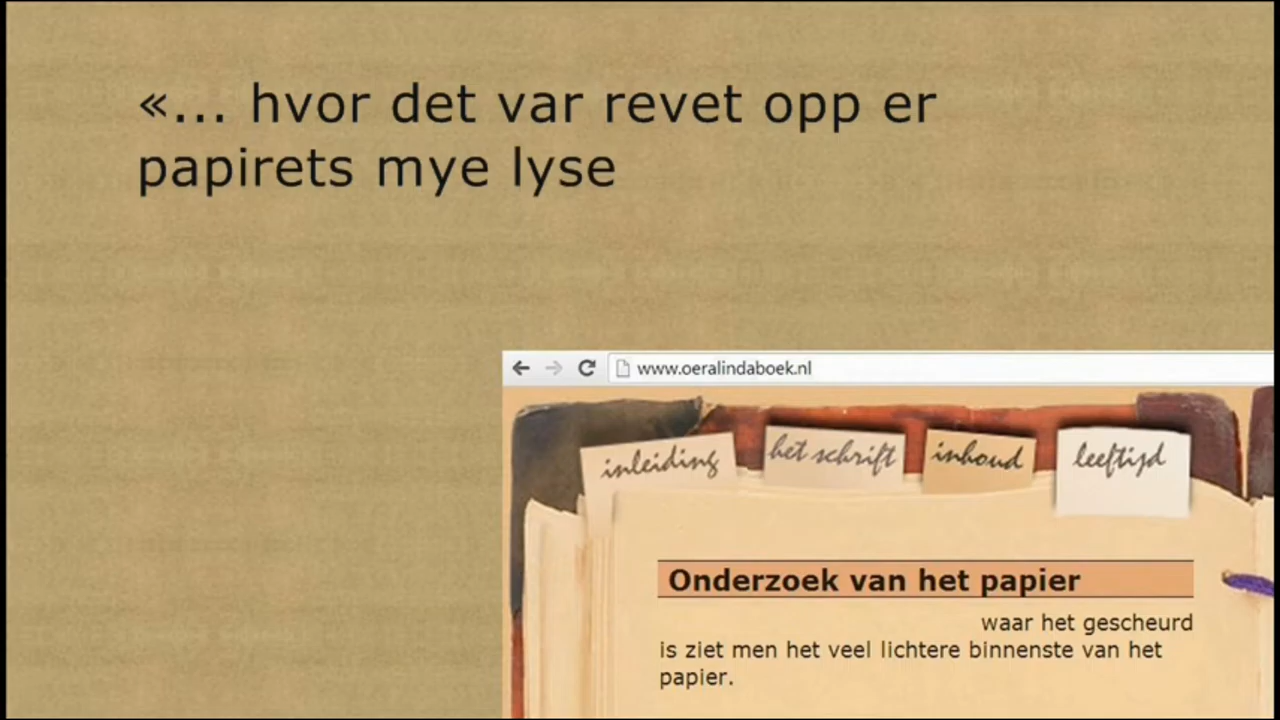 «... hvor det var revet opp er
papirets mye lyse
www.oeralindaboek.nl
inleiding het schrift inhoud leeftijd
Onderzoek van het papier
waar het gescheurd
is ziet men het veel lichtere binnenste van het
papier.